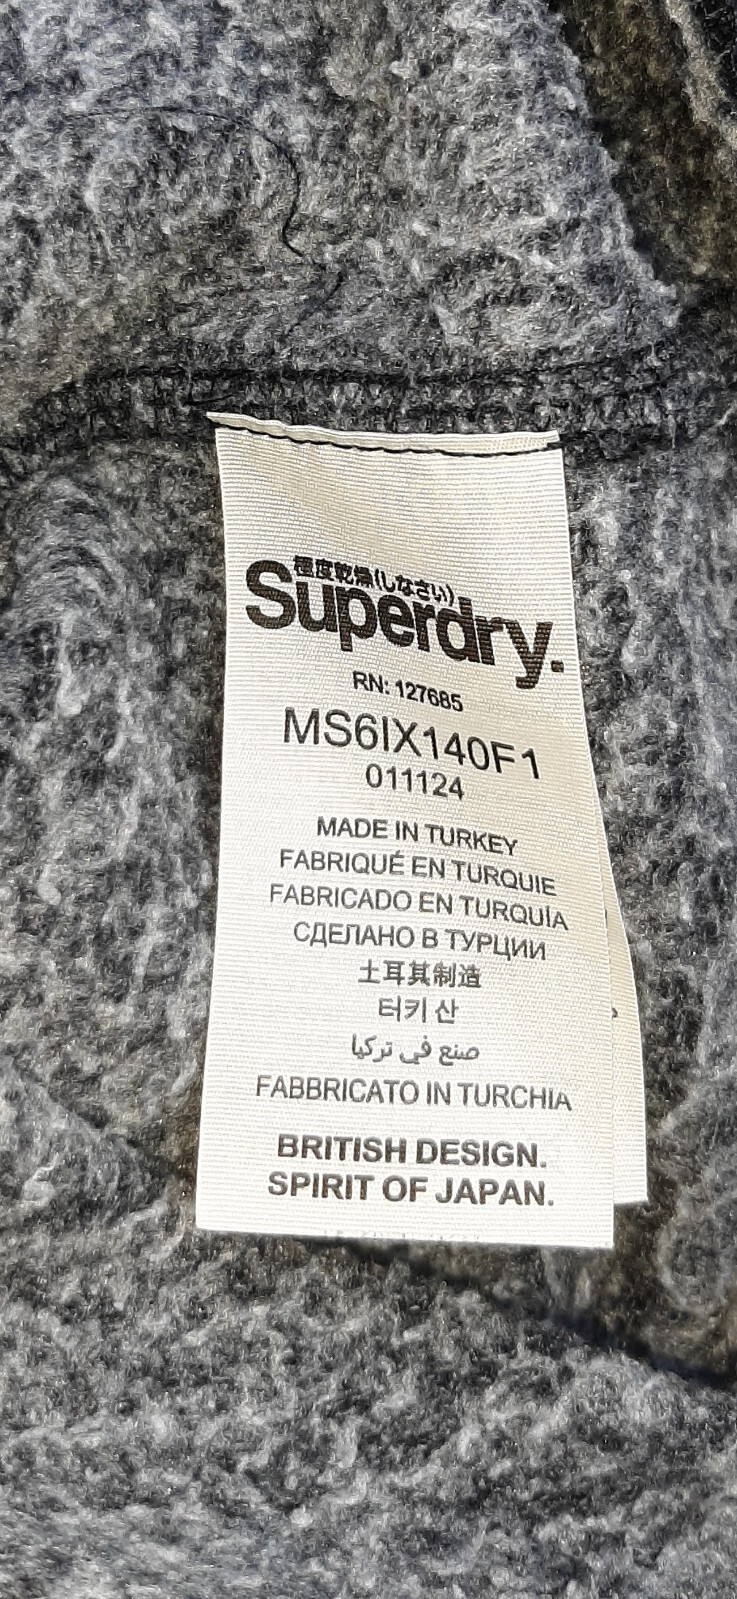 極度乾燥(しなさい)
Superdry.
RN: 127685
MS6IX140F1
011124
MADE IN TURKEY
FABRIQUÉ EN TURQUIE
FABRICADO EN TURQUÍA
СДЕЛАНО В ТУРЦИИ
土耳其制造
터키 산
صنع في تركيا
FABBRICATO IN TURCHIA
BRITISH DESIGN.
SPIRIT OF JAPAN.